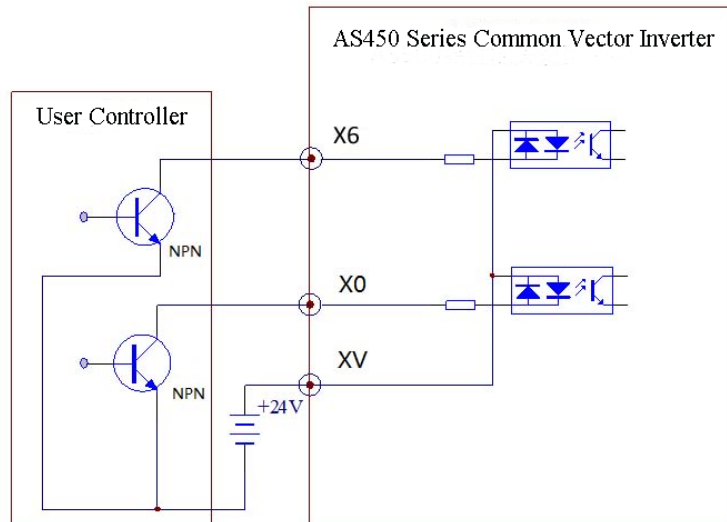 AS450 Series Common Vector Inverter
User Controller
X6
NPN
X0
XV
NPN
+24V